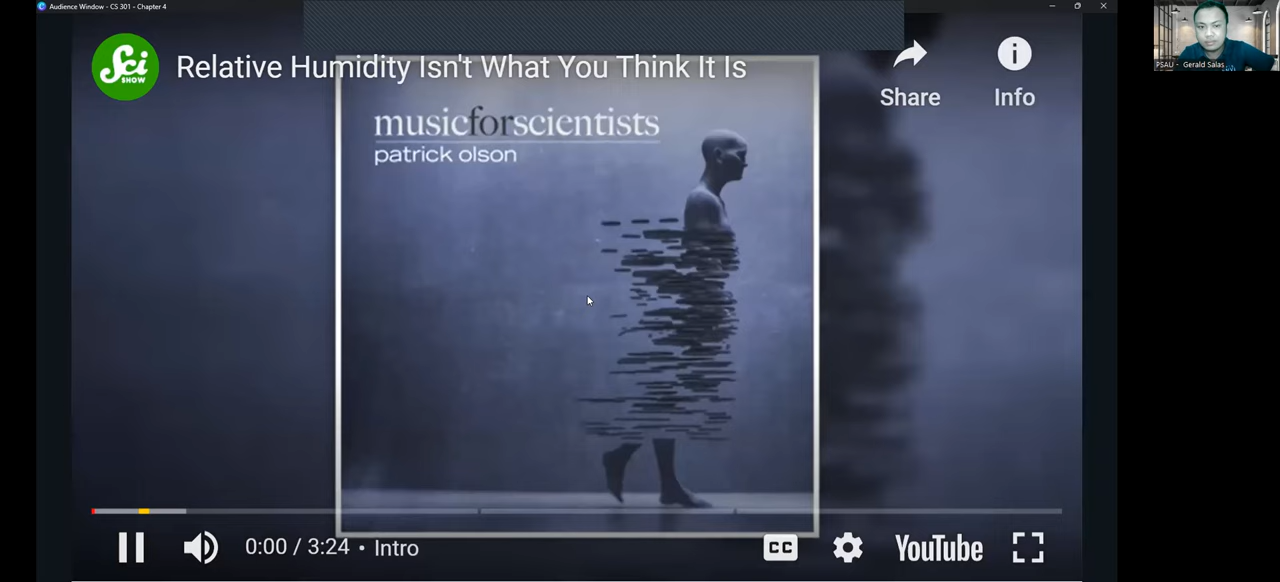 Audience Window - CS 301 - Chapter 4
PSAU - Gerald Salas
Sci
SHOW
Relative Humidity Isn't What You Think It Is
Share
Info
musicforscientists
patrick olson
0:00 / 3:24 • Intro
CC
YouTube